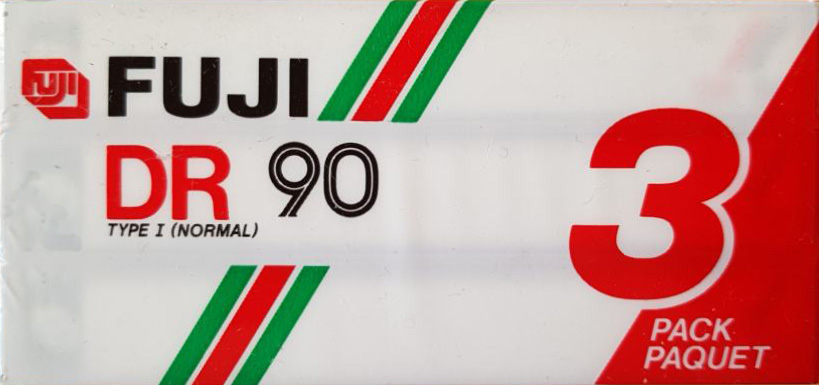 FUJI FUJI
DR 90
TYPE I (NORMAL)
3
PACK
PAQUET